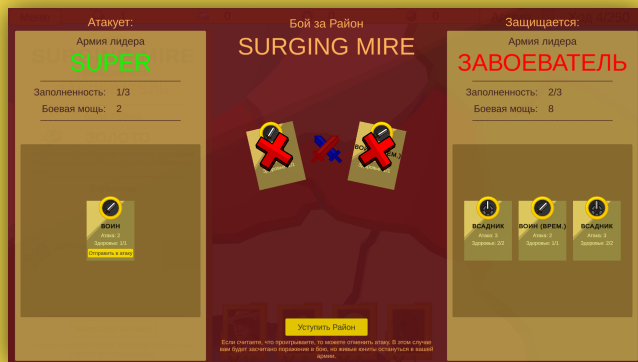 Атакует:
Армия лидера
SUPER
Заполненность: 1/3
Боевая мощь: 2
ВОИН
Атака: 2
Здоровье: 1/1
Отправить в атаку
Бой за Район
SURGING MIRE
Уступить Район
Если считаете, что проигрываете, то можете отменить атаку. В этом случае
вам будет засчитано поражение в бою, но живые юниты останутся в вашей
армии.
Защищается:
Армия лидера
ЗАВОЕВАТЕЛЬ
Заполненность: 2/3
Боевая мощь: 8
ВСАДНИК
Атака: 3
Здоровье: 2/2
ВОИН (ВРЕМ.)
Атака: 2
Здоровье: 1/1
ВСАДНИК
Атака: 3
Здоровье: 2/2